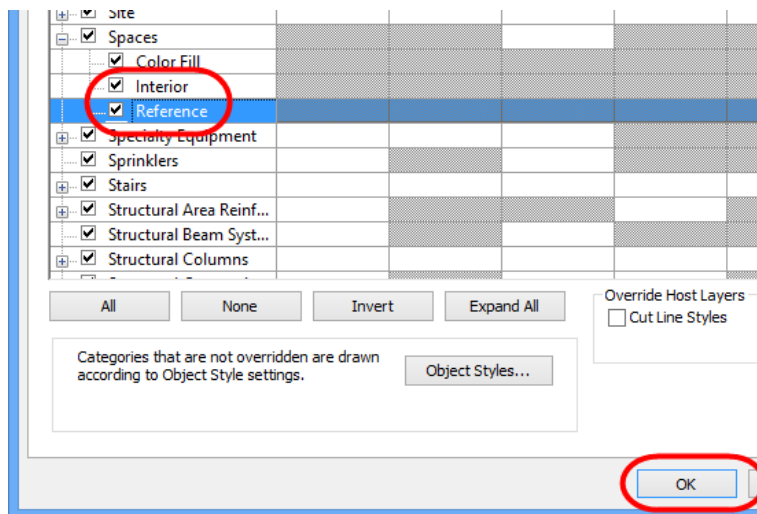 Site
Spaces
Color Fill
Interior
Reference
Specialty Equipment
Sprinklers
Stairs
Structural Area Reinf...
Structural Beam Syst...
Structural Columns
All None Invert Expand All
Override Host Layers
Cut Line Styles
Categories that are not overridden are drawn
according to Object Style settings.
Object Styles...
OK